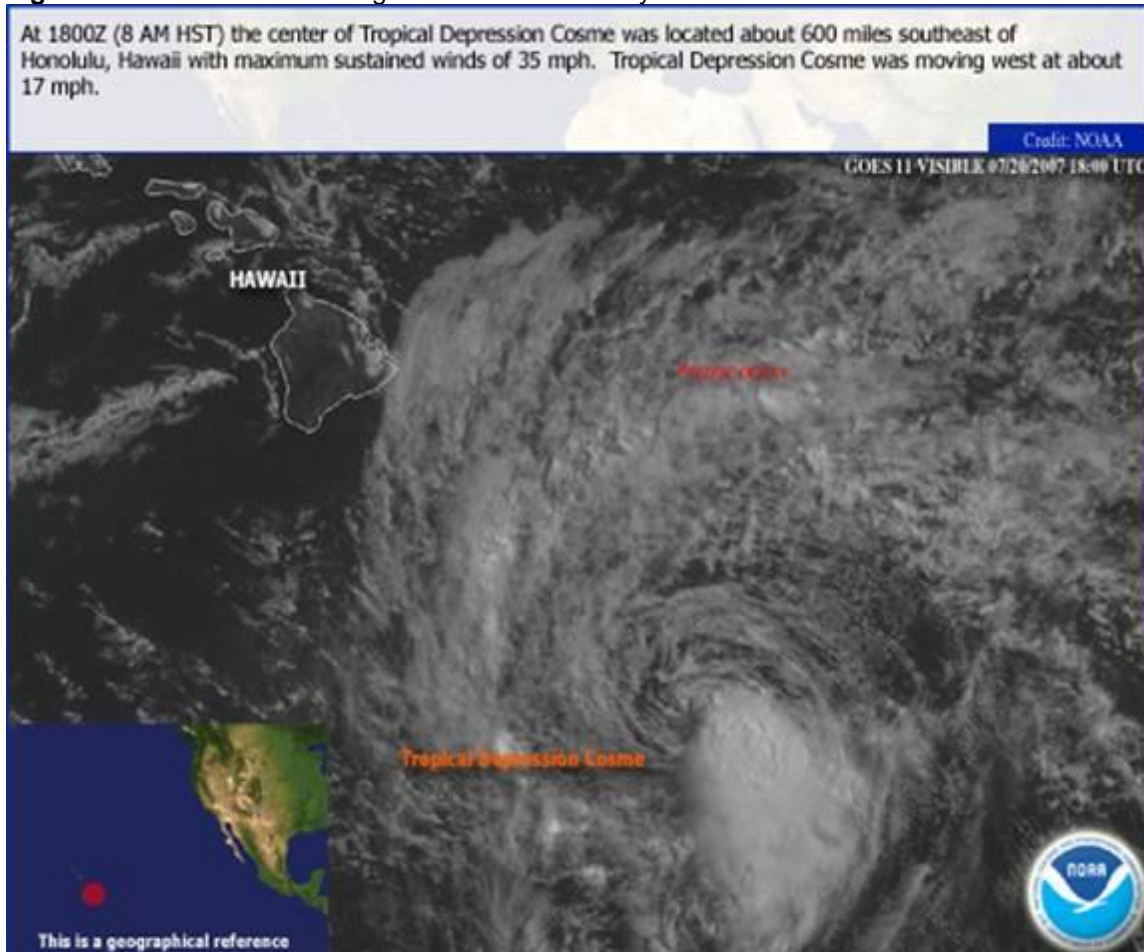 At 1800Z (8 AM HST) the center of Tropical Depression Cosme was located about 600 miles southeast of
Honolulu, Hawaii with maximum sustained winds of 35 mph. Tropical Depression Cosme was moving west at about
17 mph.
Credit: NOAA
GOES 11 VISIBLE 07/20/2007 18:00 UTC
HAWAII
Tropical Depression Cosme
NOAA
This is a geographical reference